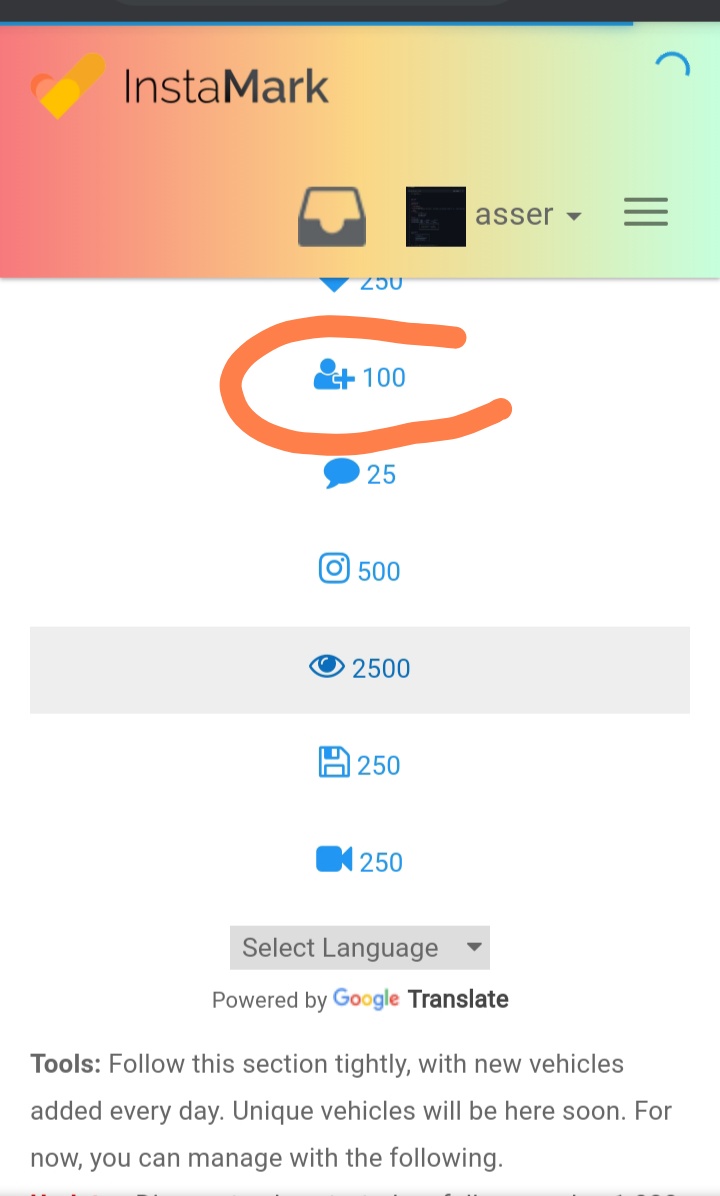 InstaMark
asser
250
100
25
500
2500
250
250
Select Language
Powered by Google Translate
Tools: Follow this section tightly, with new vehicles
added every day. Unique vehicles will be here soon. For
now, you can manage with the following.